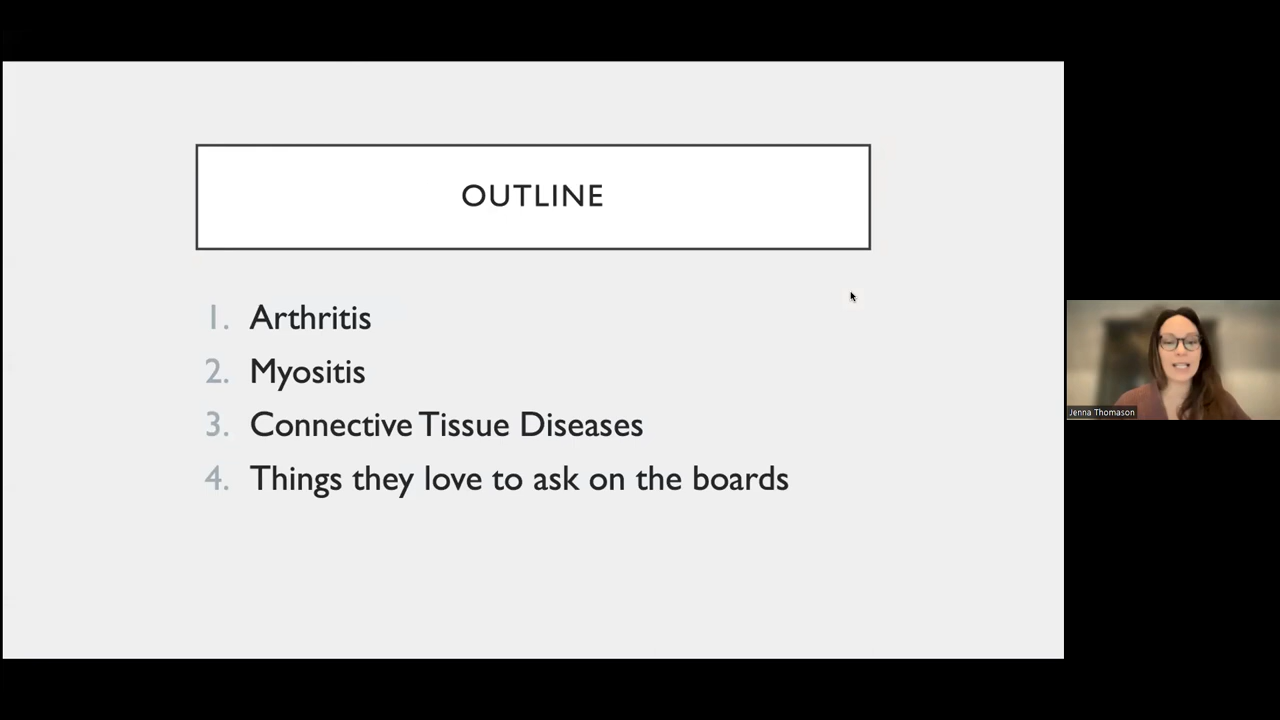 OUTLINE
1. Arthritis
2. Myositis
3. Connective Tissue Diseases
4. Things they love to ask on the boards
Jenna Thomason